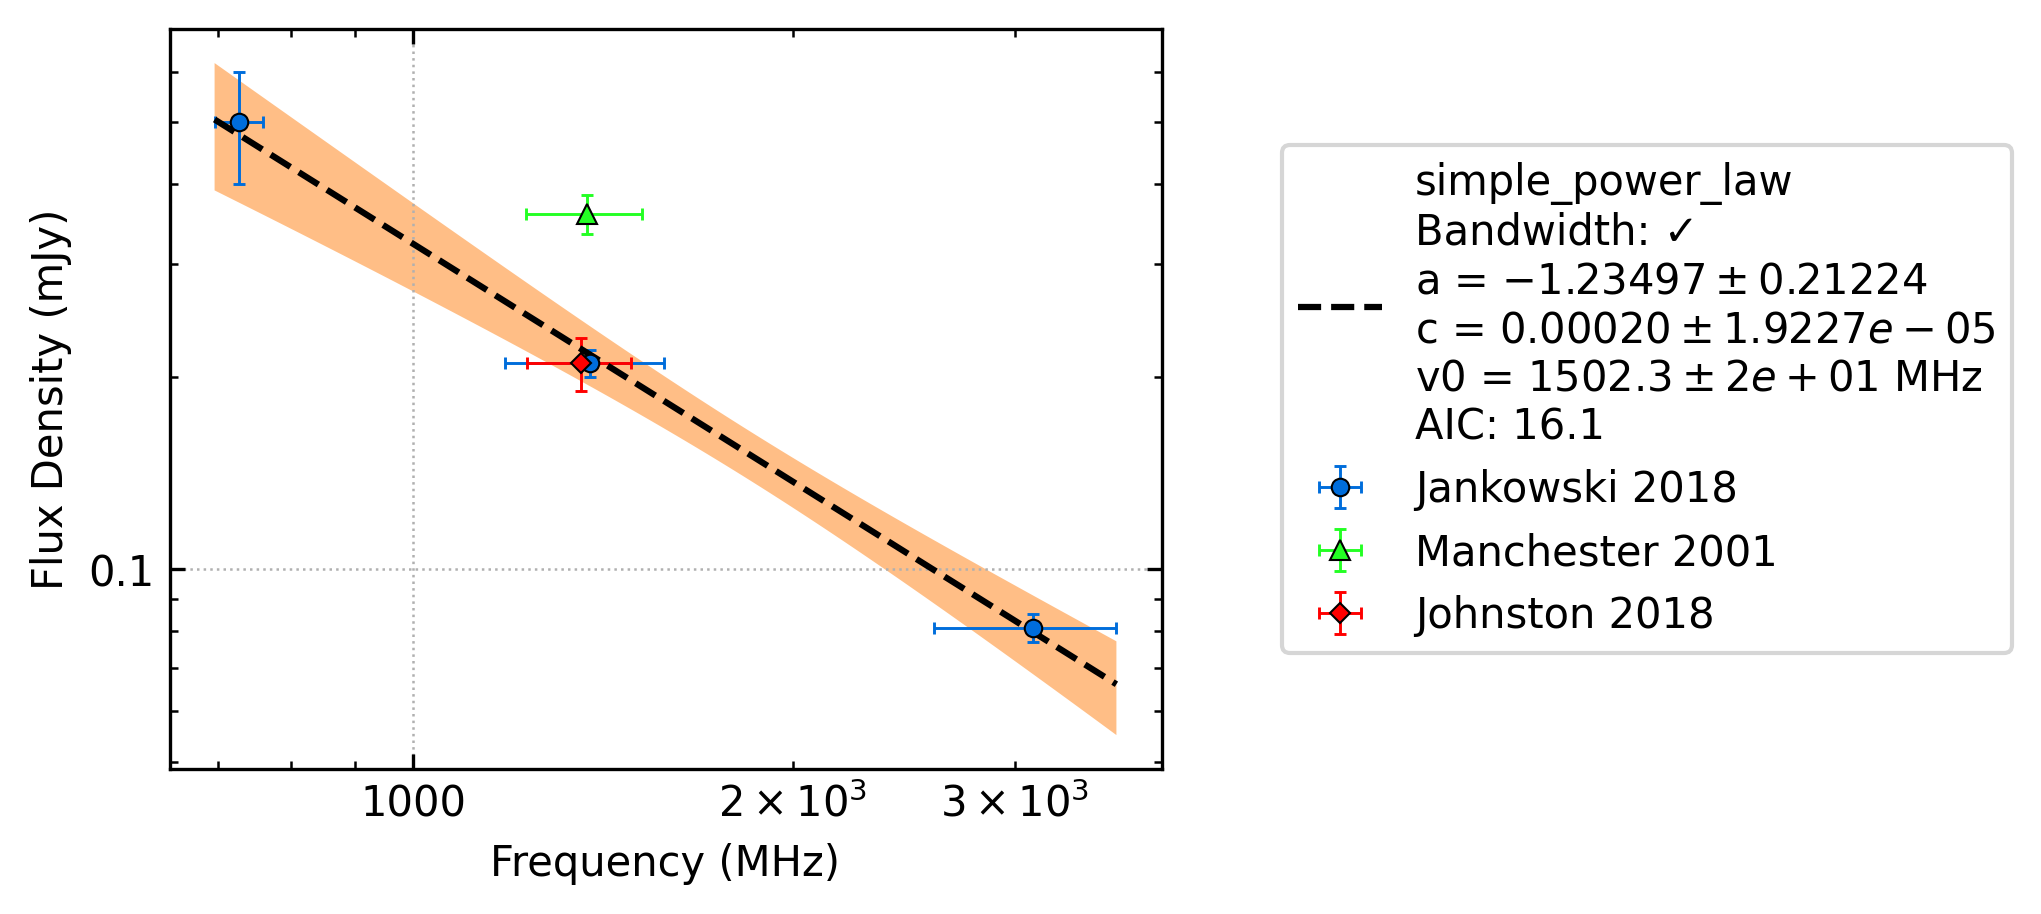 Flux Density (mJy)
0.1
1000
2×10³
3×10³
Frequency (MHz)
simple_power_law
Bandwidth: ✓
a = −1.23497 ± 0.21224
c = 0.00020 ± 1.9227e − 05
v0 = 1502.3 ± 2e + 01 MHz
AIC: 16.1
Jankowski 2018
Manchester 2001
Johnston 2018